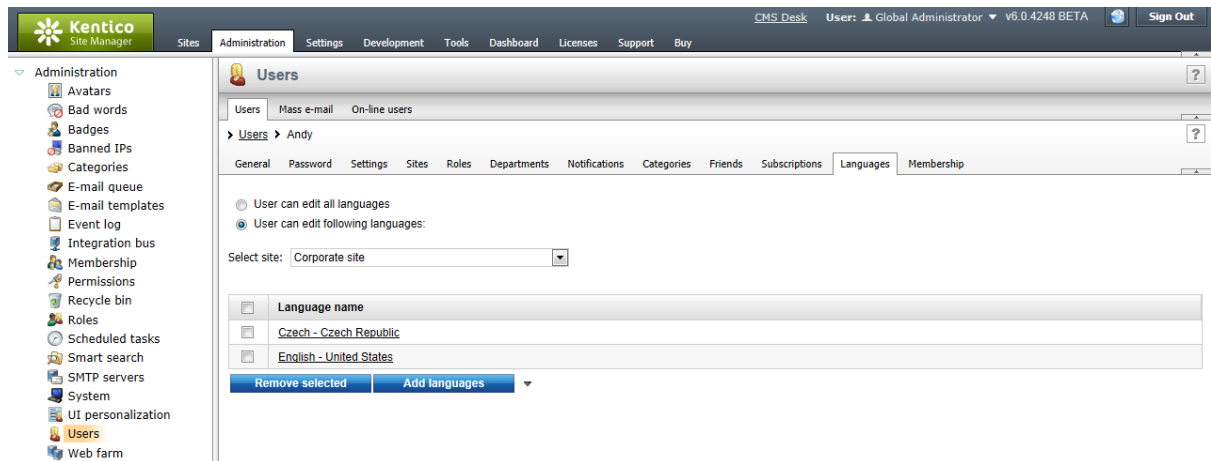 CMS Desk User: Global Administrator v6.0.4248 BETA Sign Out
Kentico
Site Manager
Sites Administration Settings Development Tools Dashboard Licenses Support Buy
Administration
Avatars
Bad words
Badges
Banned IPs
Categories
E-mail queue
E-mail templates
Event log
Integration bus
Membership
Permissions
Recycle bin
Roles
Scheduled tasks
Smart search
SMTP servers
System
UI personalization
Users
Web farm
Users ?
Users Mass e-mail On-line users
> Users > Andy ?
General Password Settings Sites Roles Departments Notifications Categories Friends Subscriptions Languages Membership
User can edit all languages
User can edit following languages:
Select site: Corporate site
Language name
Czech - Czech Republic
English - United States
Remove selected Add languages